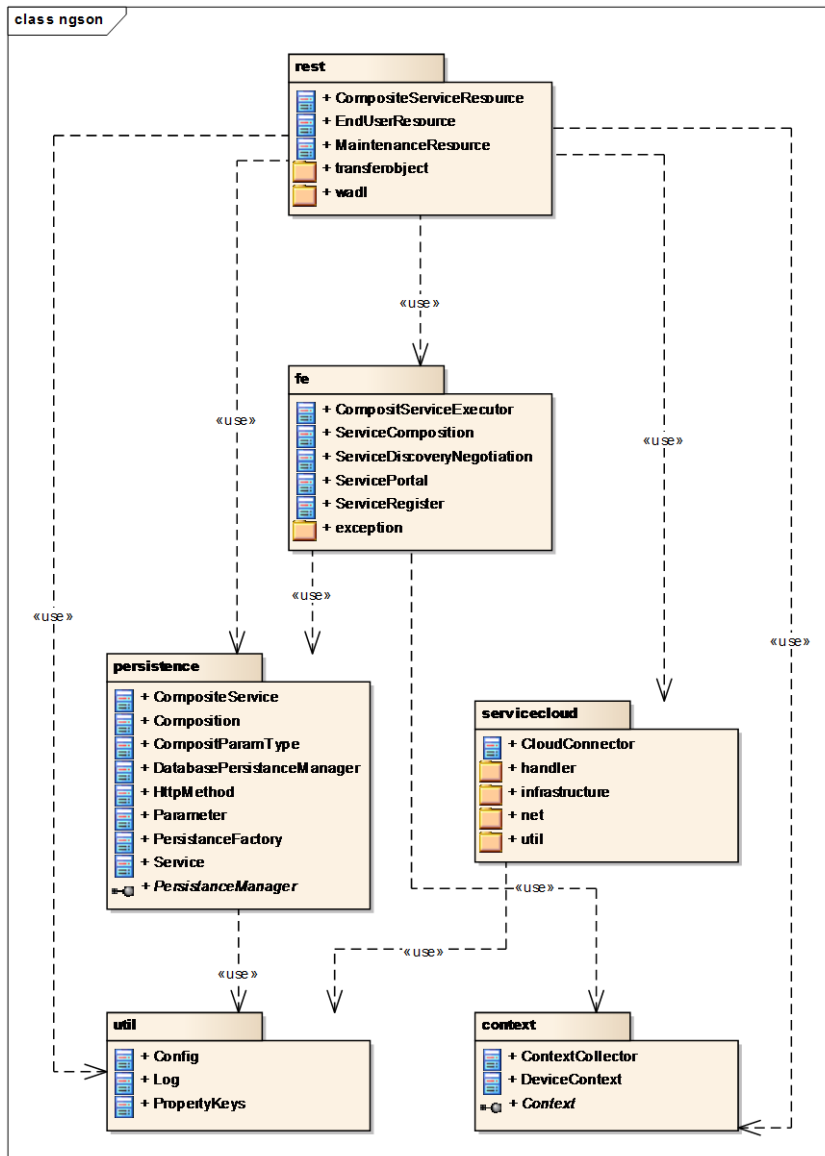 class ngson
rest
+ CompositeServiceResource
+ EndUserResource
+ MaintenanceResource
+ transferobject
+ wadl
«use»
fe
+ CompositServiceExecutor
+ ServiceComposition
+ ServiceDiscoveryNegotiation
+ ServicePortal
+ ServiceRegister
+ exception
«use»
«use»
«use»
«use»
«use»
persistence
+ CompositeService
+ Composition
+ CompositParamType
+ DatabasePersistanceManager
+ HttpMethod
+ Parameter
+ PersistanceFactory
+ Service
+ PersistanceManager
servicecloud
+ CloudConnector
+ handler
+ infrastructure
+ net
+ util
«use»
«use»
«use»
util
+ Config
+ Log
+ PropertyKeys
context
+ ContextCollector
+ DeviceContext
+ Context